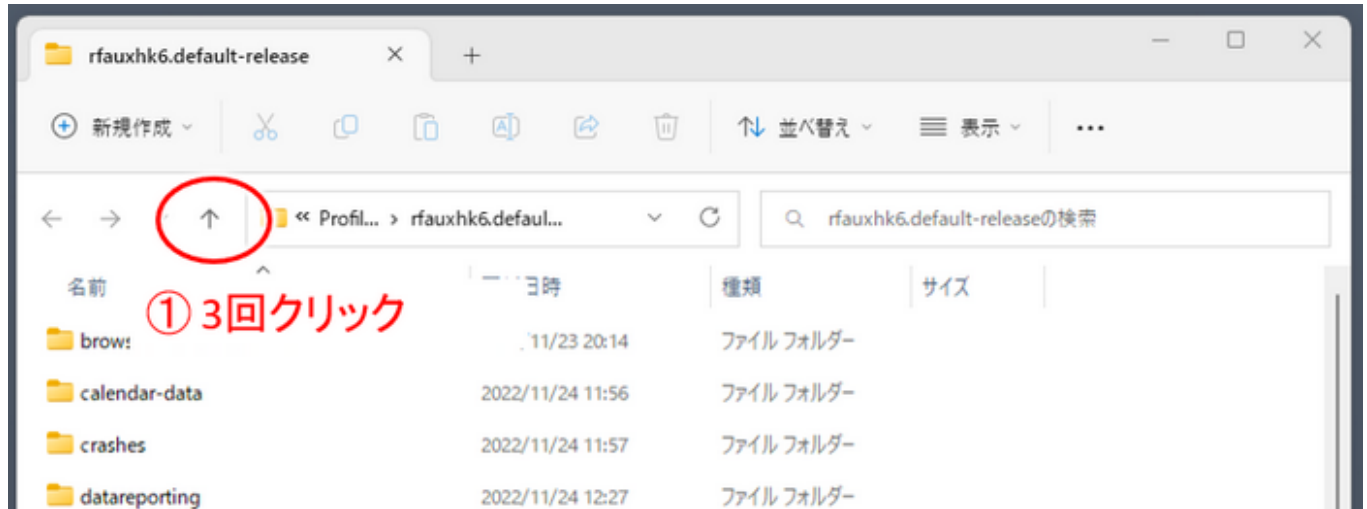 rfauxhk6.default-release
新規作成 並べ替え 表示
« Profil... › rfauxhk6.defaul... rfauxhk6.default-releaseの検索
名前 日時 種類 サイズ
① 3回クリック
11/23 20:14 ファイル フォルダー
calendar-data 2022/11/24 11:56 ファイル フォルダー
crashes 2022/11/24 11:57 ファイル フォルダー
datareporting 2022/11/24 12:27 ファイル フォルダー